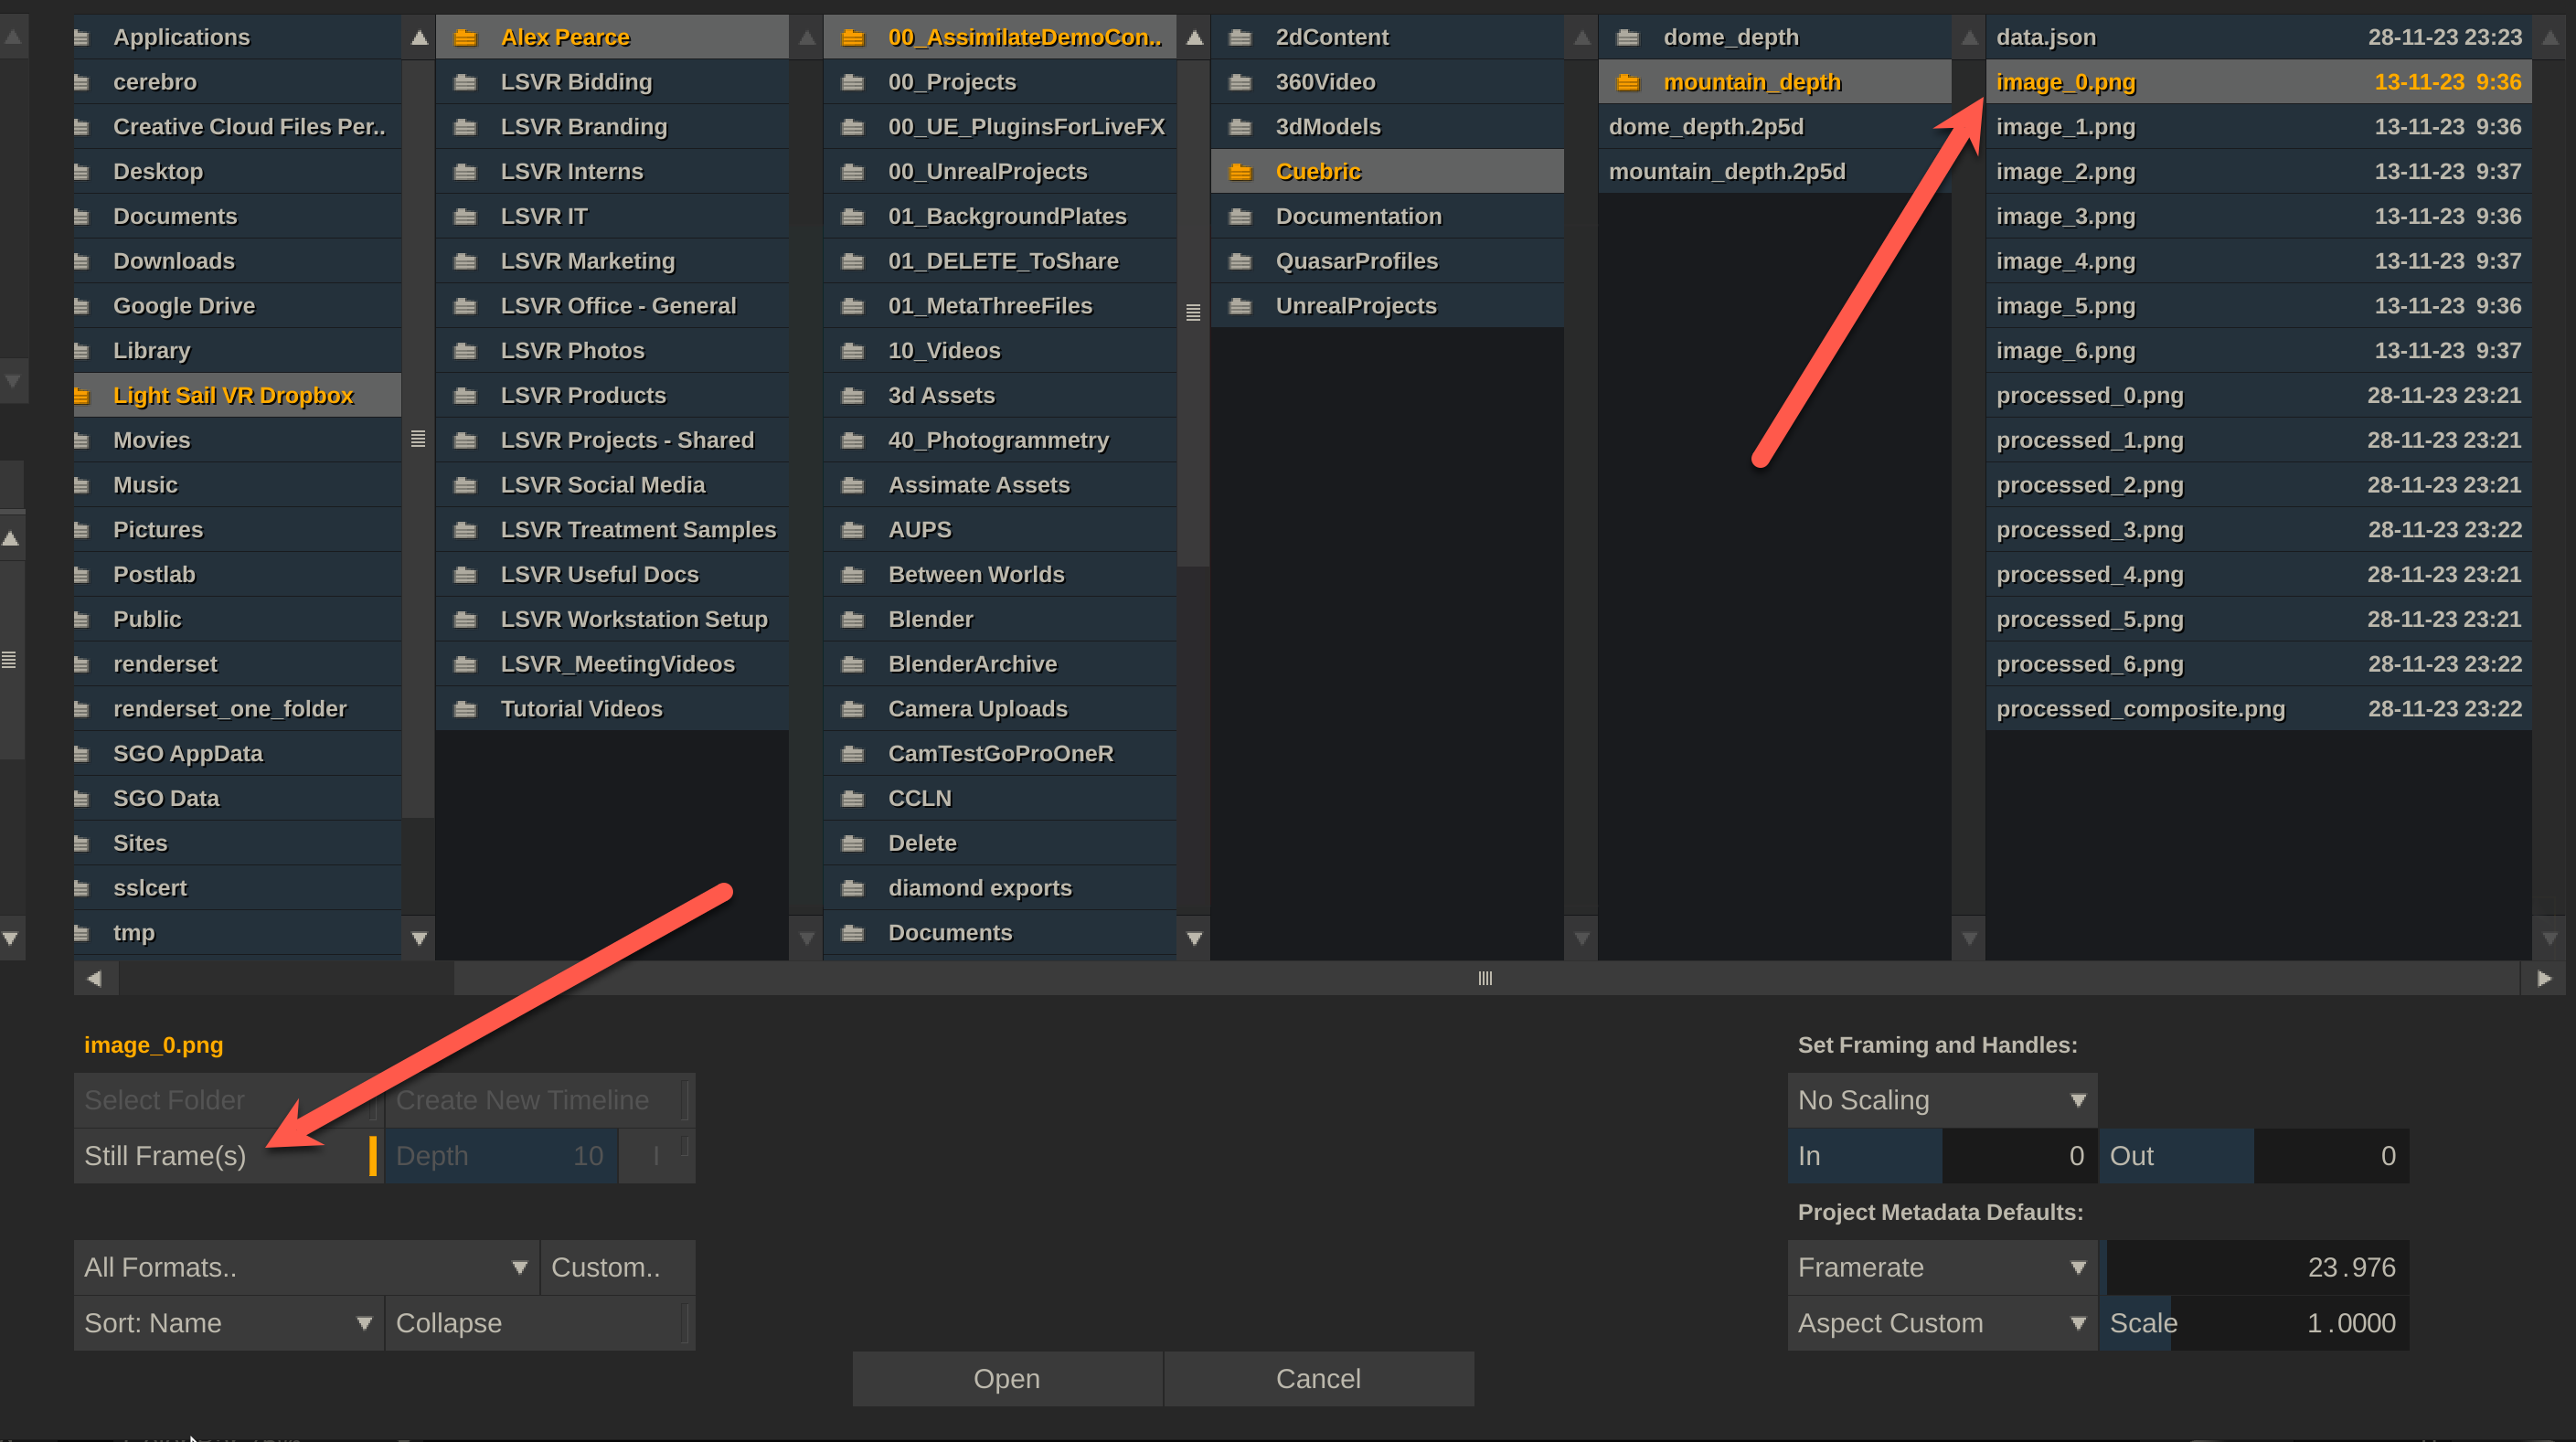 Applications
cerebro
Creative Cloud Files Per..
Desktop
Documents
Downloads
Google Drive
Library
Light Sail VR Dropbox
Movies
Music
Pictures
Postlab
Public
renderset
renderset_one_folder
SGO AppData
SGO Data
Sites
sslcert
tmp
Alex Pearce
LSVR Bidding
LSVR Branding
LSVR Interns
LSVR IT
LSVR Marketing
LSVR Office - General
LSVR Photos
LSVR Products
LSVR Projects - Shared
LSVR Social Media
LSVR Treatment Samples
LSVR Useful Docs
LSVR Workstation Setup
LSVR_MeetingVideos
Tutorial Videos
00_AssimilateDemoCon..
00_Projects
00_UE_PluginsForLiveFX
00_UnrealProjects
01_BackgroundPlates
01_DELETE_ToShare
01_MetaThreeFiles
10_Videos
3d Assets
40_Photogrammetry
Assimate Assets
AUPS
Between Worlds
Blender
BlenderArchive
Camera Uploads
CamTestGoProOneR
CCLN
Delete
diamond exports
Documents
2dContent
360Video
3dModels
Cuebric
Documentation
QuasarProfiles
UnrealProjects
dome_depth
mountain_depth
dome_depth.2p5d
mountain_depth.2p5d
data.json 28-11-23 23:23
image_0.png 13-11-23 9:36
image_1.png 13-11-23 9:36
image_2.png 13-11-23 9:37
image_3.png 13-11-23 9:36
image_4.png 13-11-23 9:37
image_5.png 13-11-23 9:36
image_6.png 13-11-23 9:37
processed_0.png 28-11-23 23:21
processed_1.png 28-11-23 23:21
processed_2.png 28-11-23 23:21
processed_3.png 28-11-23 23:22
processed_4.png 28-11-23 23:21
processed_5.png 28-11-23 23:21
processed_6.png 28-11-23 23:22
processed_composite.png 28-11-23 23:22
image_0.png
Select Folder Create New Timeline
Still Frame(s) Depth 10 I
All Formats.. Custom..
Sort: Name Collapse
Open Cancel
Set Framing and Handles:
No Scaling
In 0 Out 0
Project Metadata Defaults:
Framerate 23.976
Aspect Custom Scale 1.0000